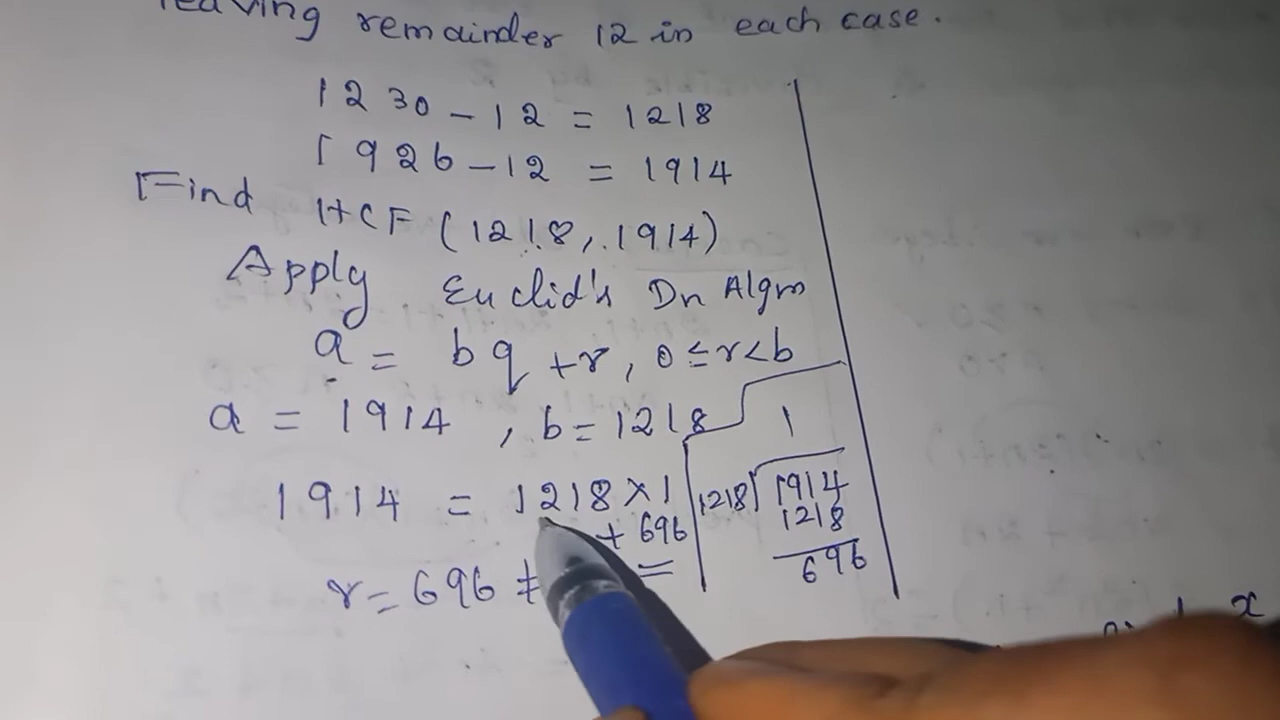 leaving remainder 12 in each case.
1230 - 12 = 1218
1926 - 12 = 1914
Find HCF (1218, 1914)
Apply Euclid's Dn Algm
a = bq + r, 0 ≤ r < b
a = 1914, b = 1218
1914 = 1218 × 1
+ 696
r = 696 ≠
1
1218) 1914
1218
696
x